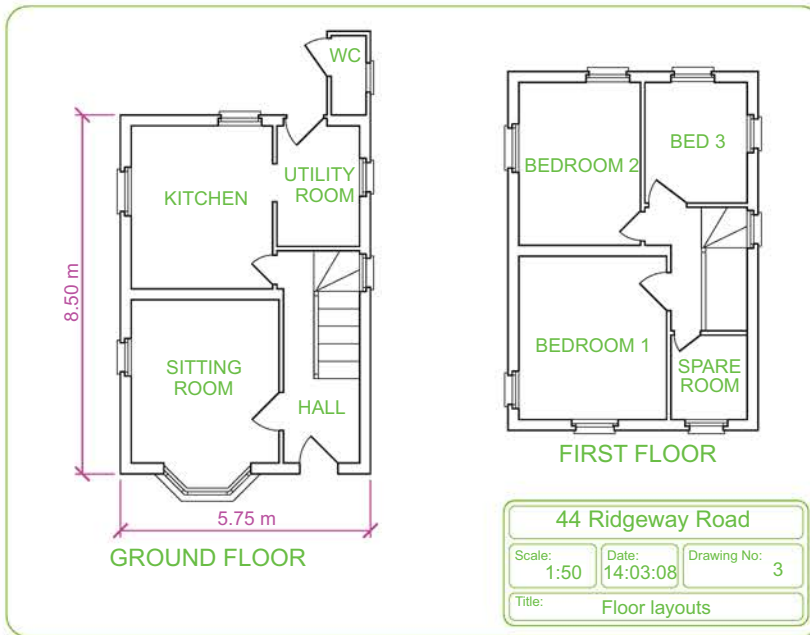 WC
KITCHEN
UTILITY
ROOM
8.50 m
SITTING
ROOM
HALL
5.75 m
GROUND FLOOR
BEDROOM 2
BED 3
BEDROOM 1
SPARE
ROOM
FIRST FLOOR
44 Ridgeway Road
Scale:
1:50
Date:
14:03:08
Drawing No:
3
Title:
Floor layouts